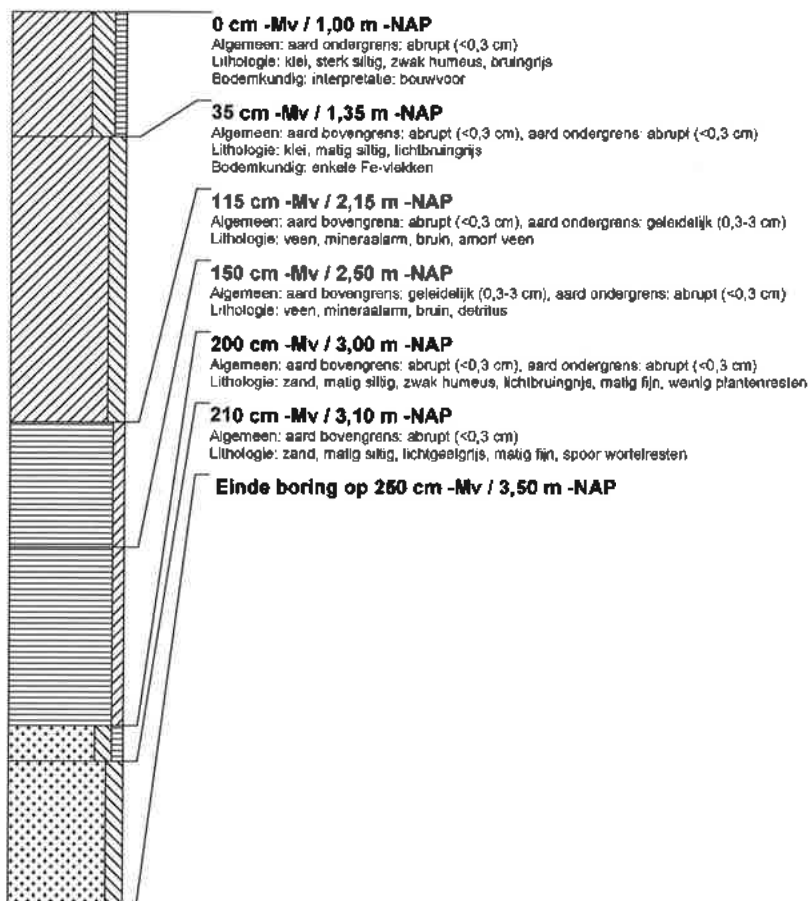 0 cm -Mv / 1,00 m -NAP
Algemeen: aard ondergrens: abrupt (<0,3 cm)
Lithologie: klei, sterk siltig, zwak humeus, bruingrijs
Bodemkundig: interpretatie: bouwvoor
35 cm -Mv / 1,35 m -NAP
Algemeen: aard bovengrens: abrupt (<0,3 cm), aard ondergrens: abrupt (<0,3 cm)
Lithologie: klei, matig siltig, lichtbruingrijs
Bodemkundig: enkele Fe-vlekken
115 cm -Mv / 2,15 m -NAP
Algemeen: aard bovengrens: abrupt (<0,3 cm), aard ondergrens: geleidelijk (0,3-3 cm)
Lithologie: veen, mineraalarm, bruin, amorf veen
150 cm -Mv / 2,50 m -NAP
Algemeen: aard bovengrens: geleidelijk (0,3-3 cm), aard ondergrens: abrupt (<0,3 cm)
Lithologie: veen, mineraalarm, bruin, detritus
200 cm -Mv / 3,00 m -NAP
Algemeen: aard bovengrens: abrupt (<0,3 cm), aard ondergrens: abrupt (<0,3 cm)
Lithologie: zand, matig siltig, zwak humeus, lichtbruingrijs, matig fijn, weinig plantenresten
210 cm -Mv / 3,10 m -NAP
Algemeen: aard bovengrens: abrupt (<0,3 cm)
Lithologie: zand, matig siltig, lichtgeelgrijs, matig fijn, spoor wortelresten
Einde boring op 250 cm -Mv / 3,50 m -NAP